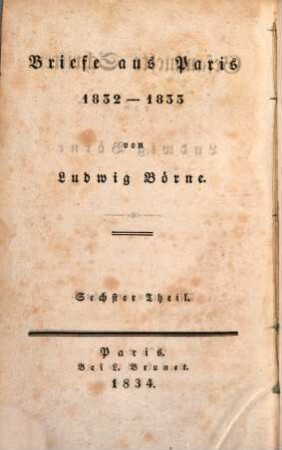 Briefe aus Paris
1832 — 1833
von
Ludwig Börne.
Sechster Theil.
Paris.
Bei L. Brunet.
1834.